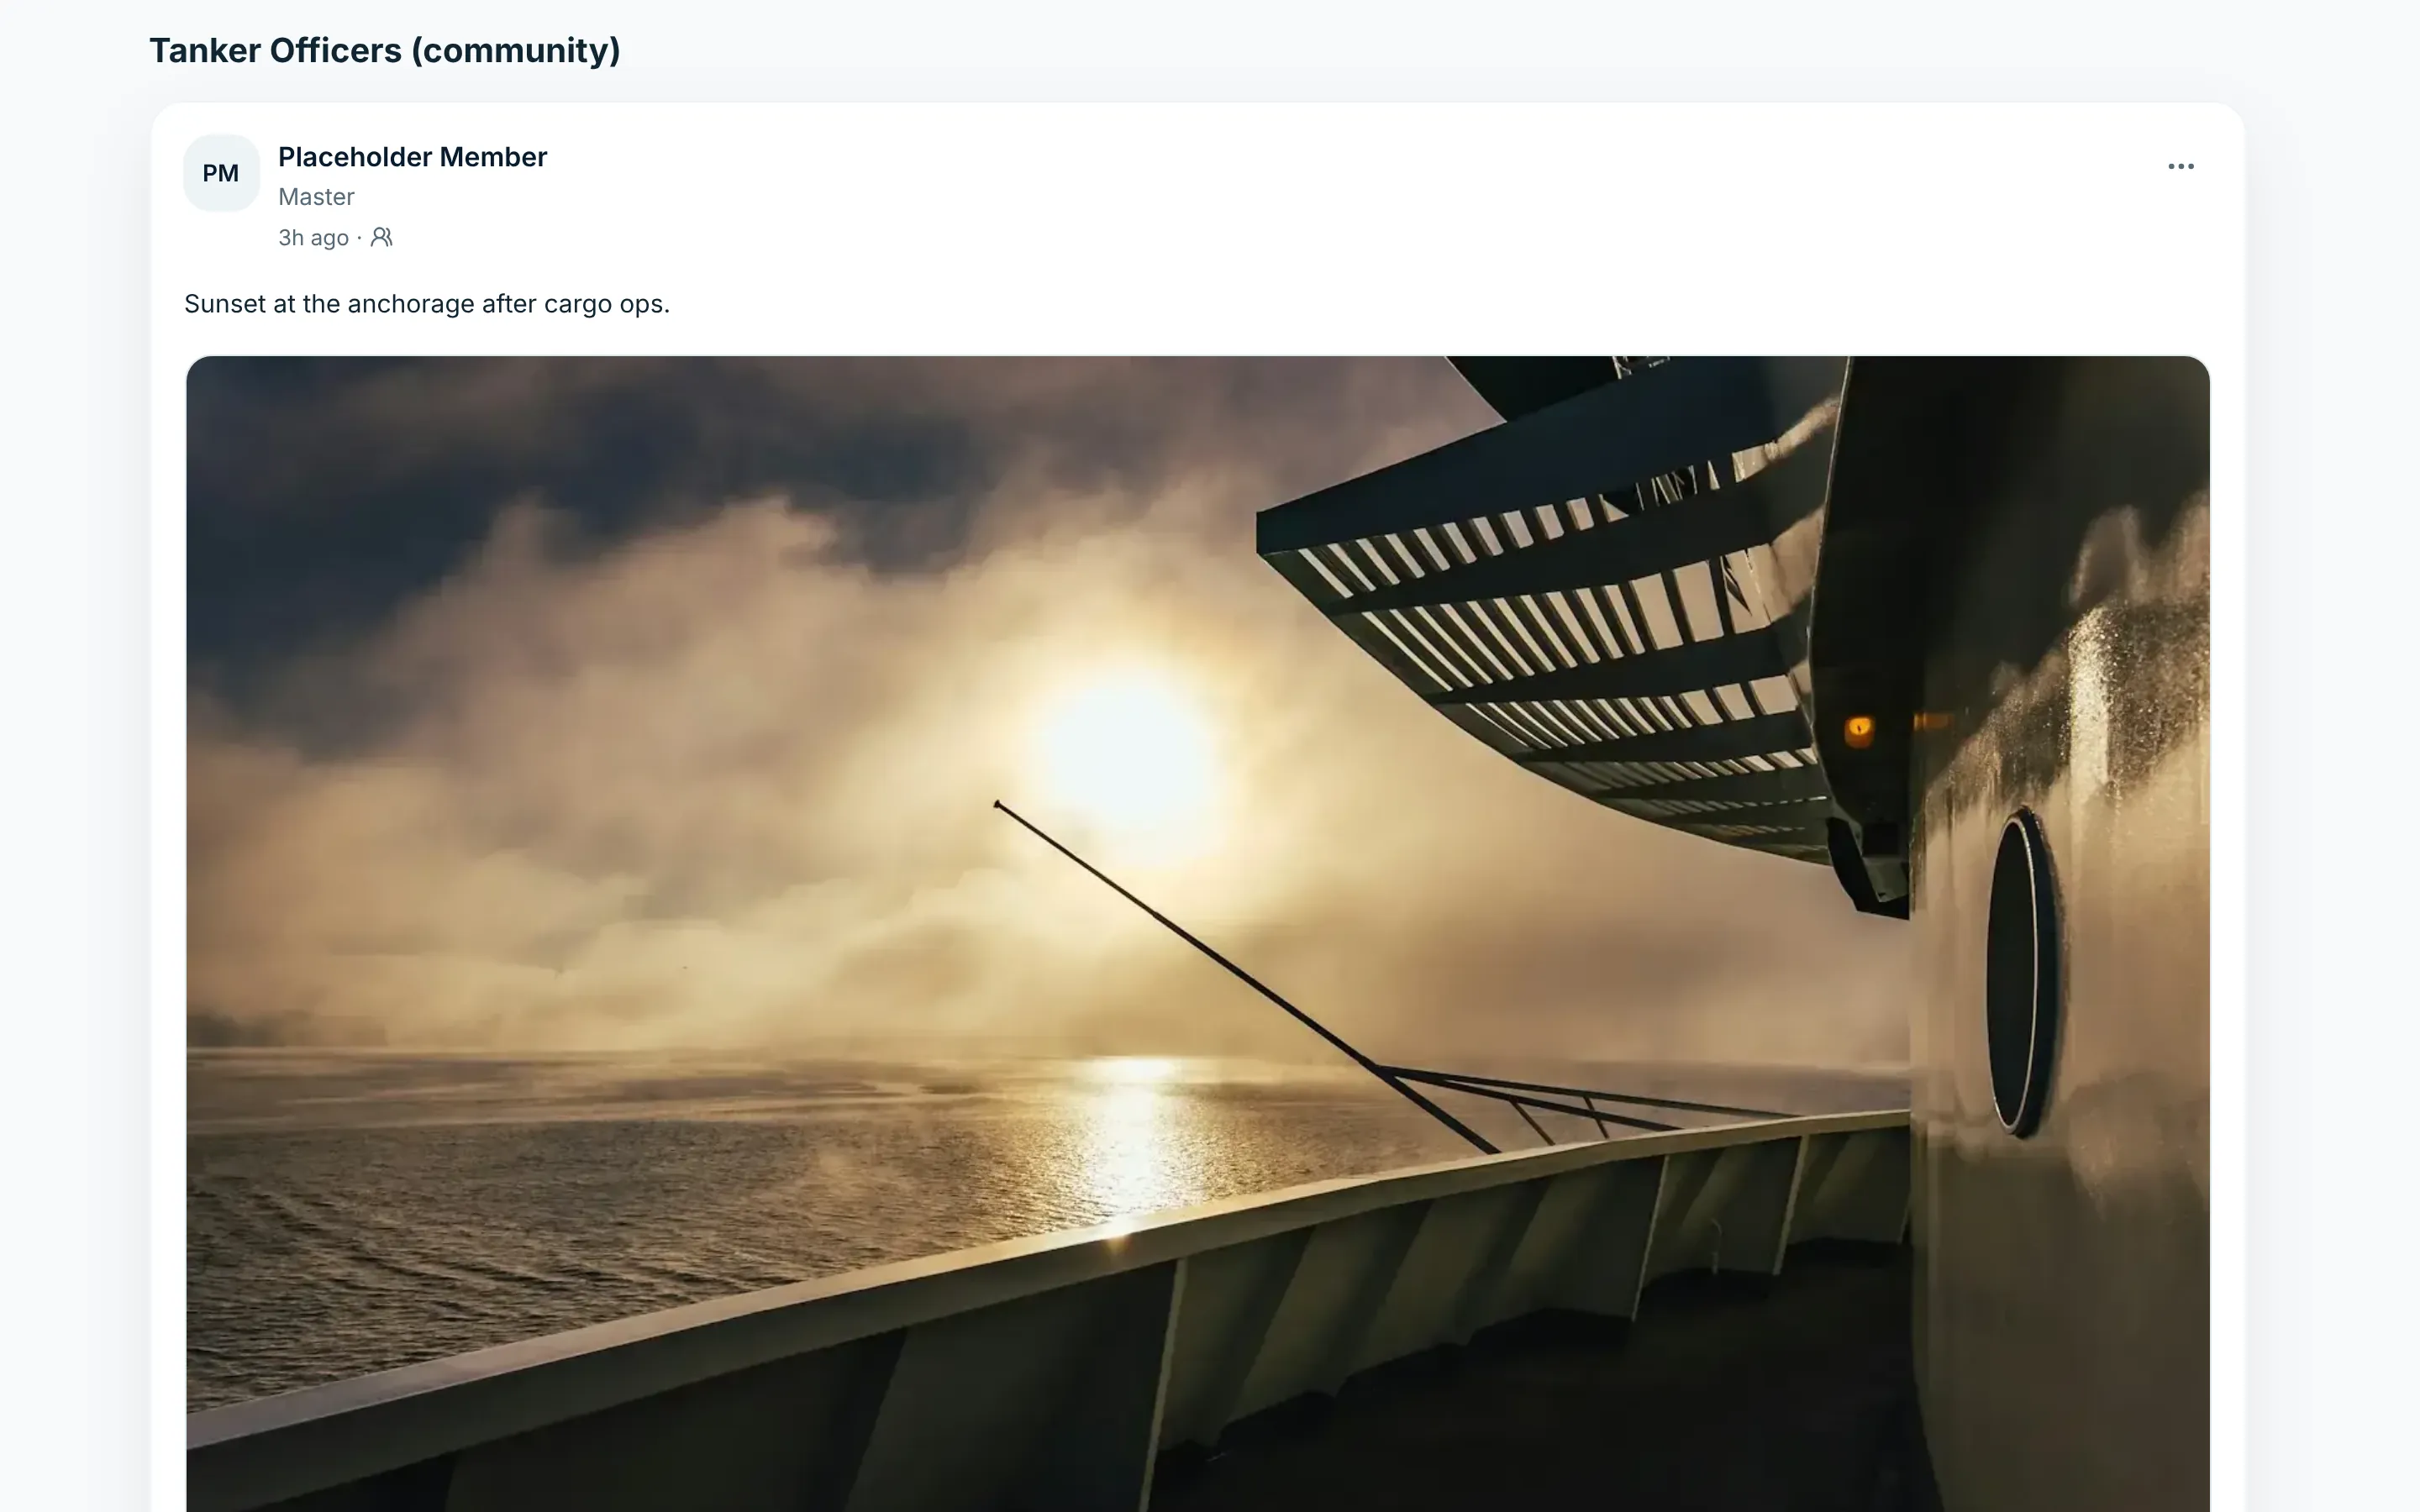 Tanker Officers (community)
PM
Placeholder Member
Master
3h ago ·
Sunset at the anchorage after cargo ops.